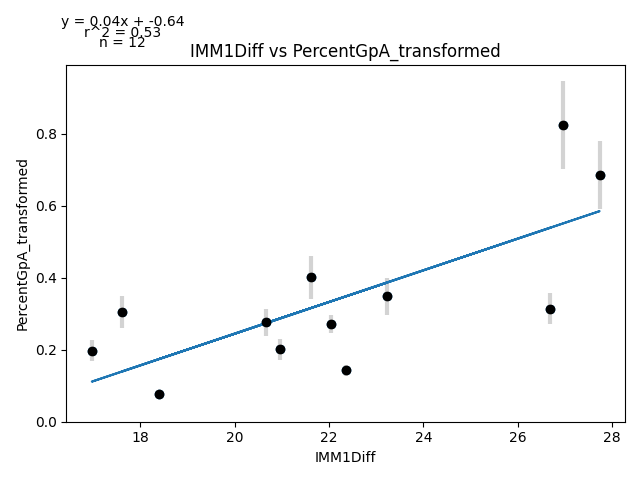 y = 0.04x + -0.64
r^2 = 0.53
n = 12
IMM1Diff vs PercentGpA_transformed
PercentGpA_transformed
0.8
0.6
0.4
0.2
0.0
18 20 22 24 26 28
IMM1Diff